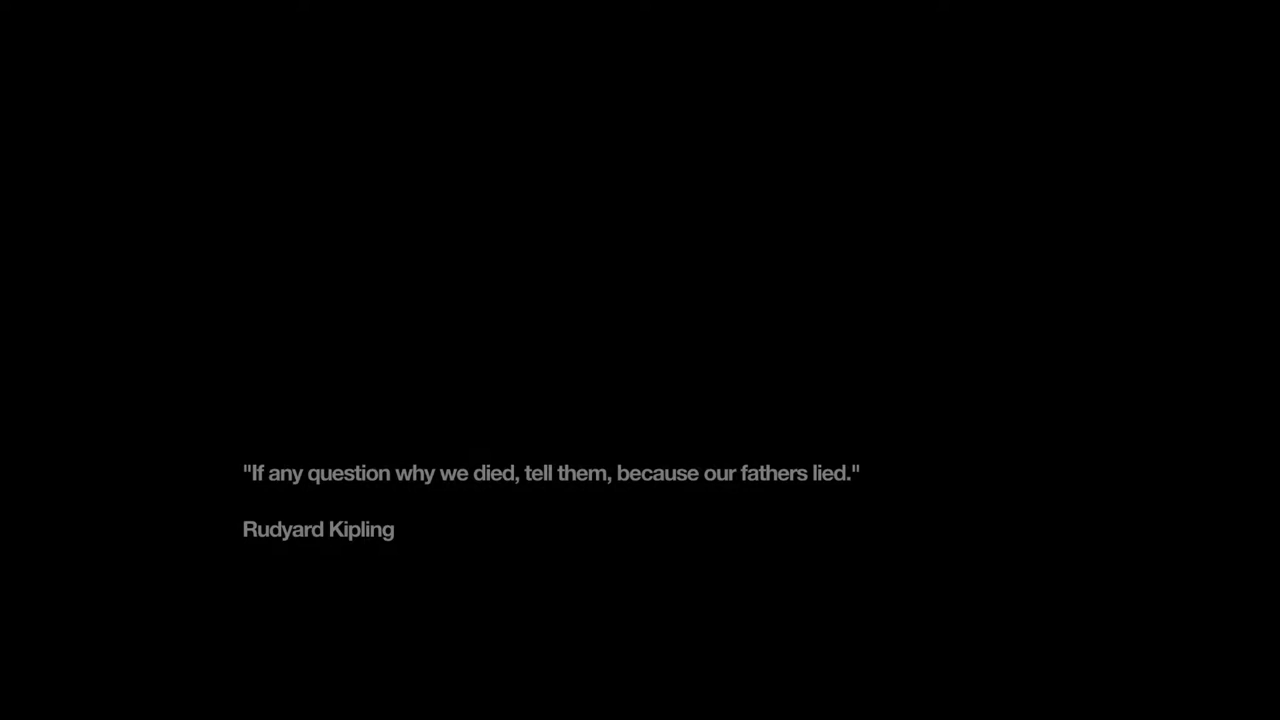 "If any question why we died, tell them, because our fathers lied."
Rudyard Kipling